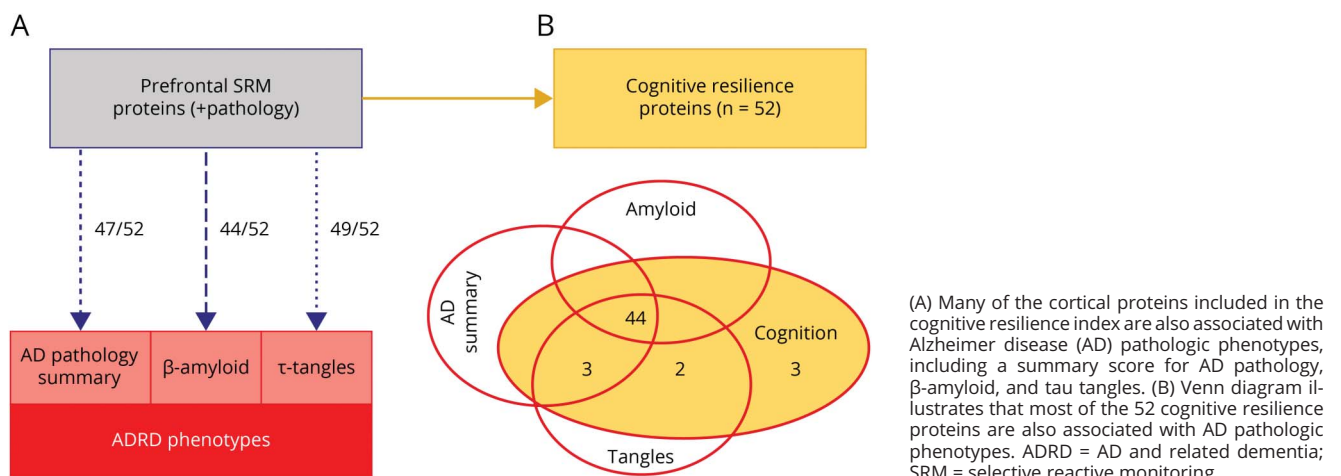 A
B
Prefrontal SRM
proteins (+pathology)
Cognitive resilience
proteins (n = 52)
47/52
44/52
49/52
AD pathology
summary
β-amyloid
τ-tangles
ADRD phenotypes
Amyloid
AD
summary
44
Cognition
3
2
3
Tangles
(A) Many of the cortical proteins included in the
cognitive resilience index are also associated with
Alzheimer disease (AD) pathologic phenotypes,
including a summary score for AD pathology,
β-amyloid, and tau tangles. (B) Venn diagram il-
lustrates that most of the 52 cognitive resilience
proteins are also associated with AD pathologic
phenotypes. ADRD = AD and related dementia;
SRM = selective reactive monitoring